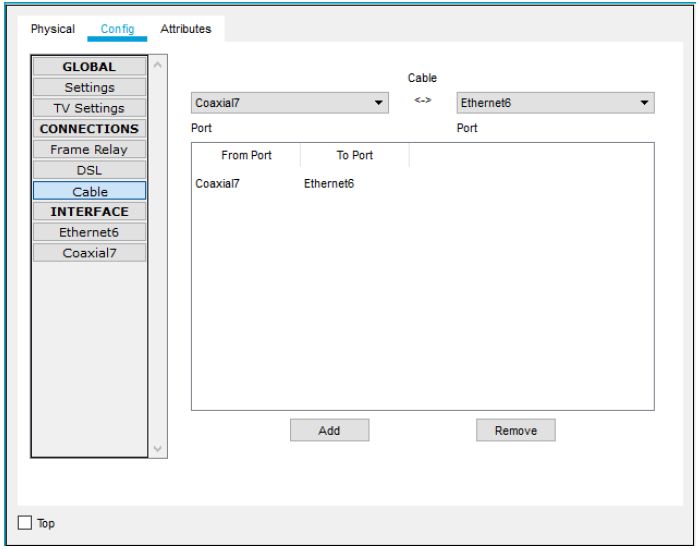 Physical Config Attributes
GLOBAL
Settings
TV Settings
CONNECTIONS
Frame Relay
DSL
Cable
INTERFACE
Ethernet6
Coaxial7
Cable
Coaxial7 <-> Ethernet6
Port Port
From Port To Port
Coaxial7 Ethernet6
Add Remove
Top